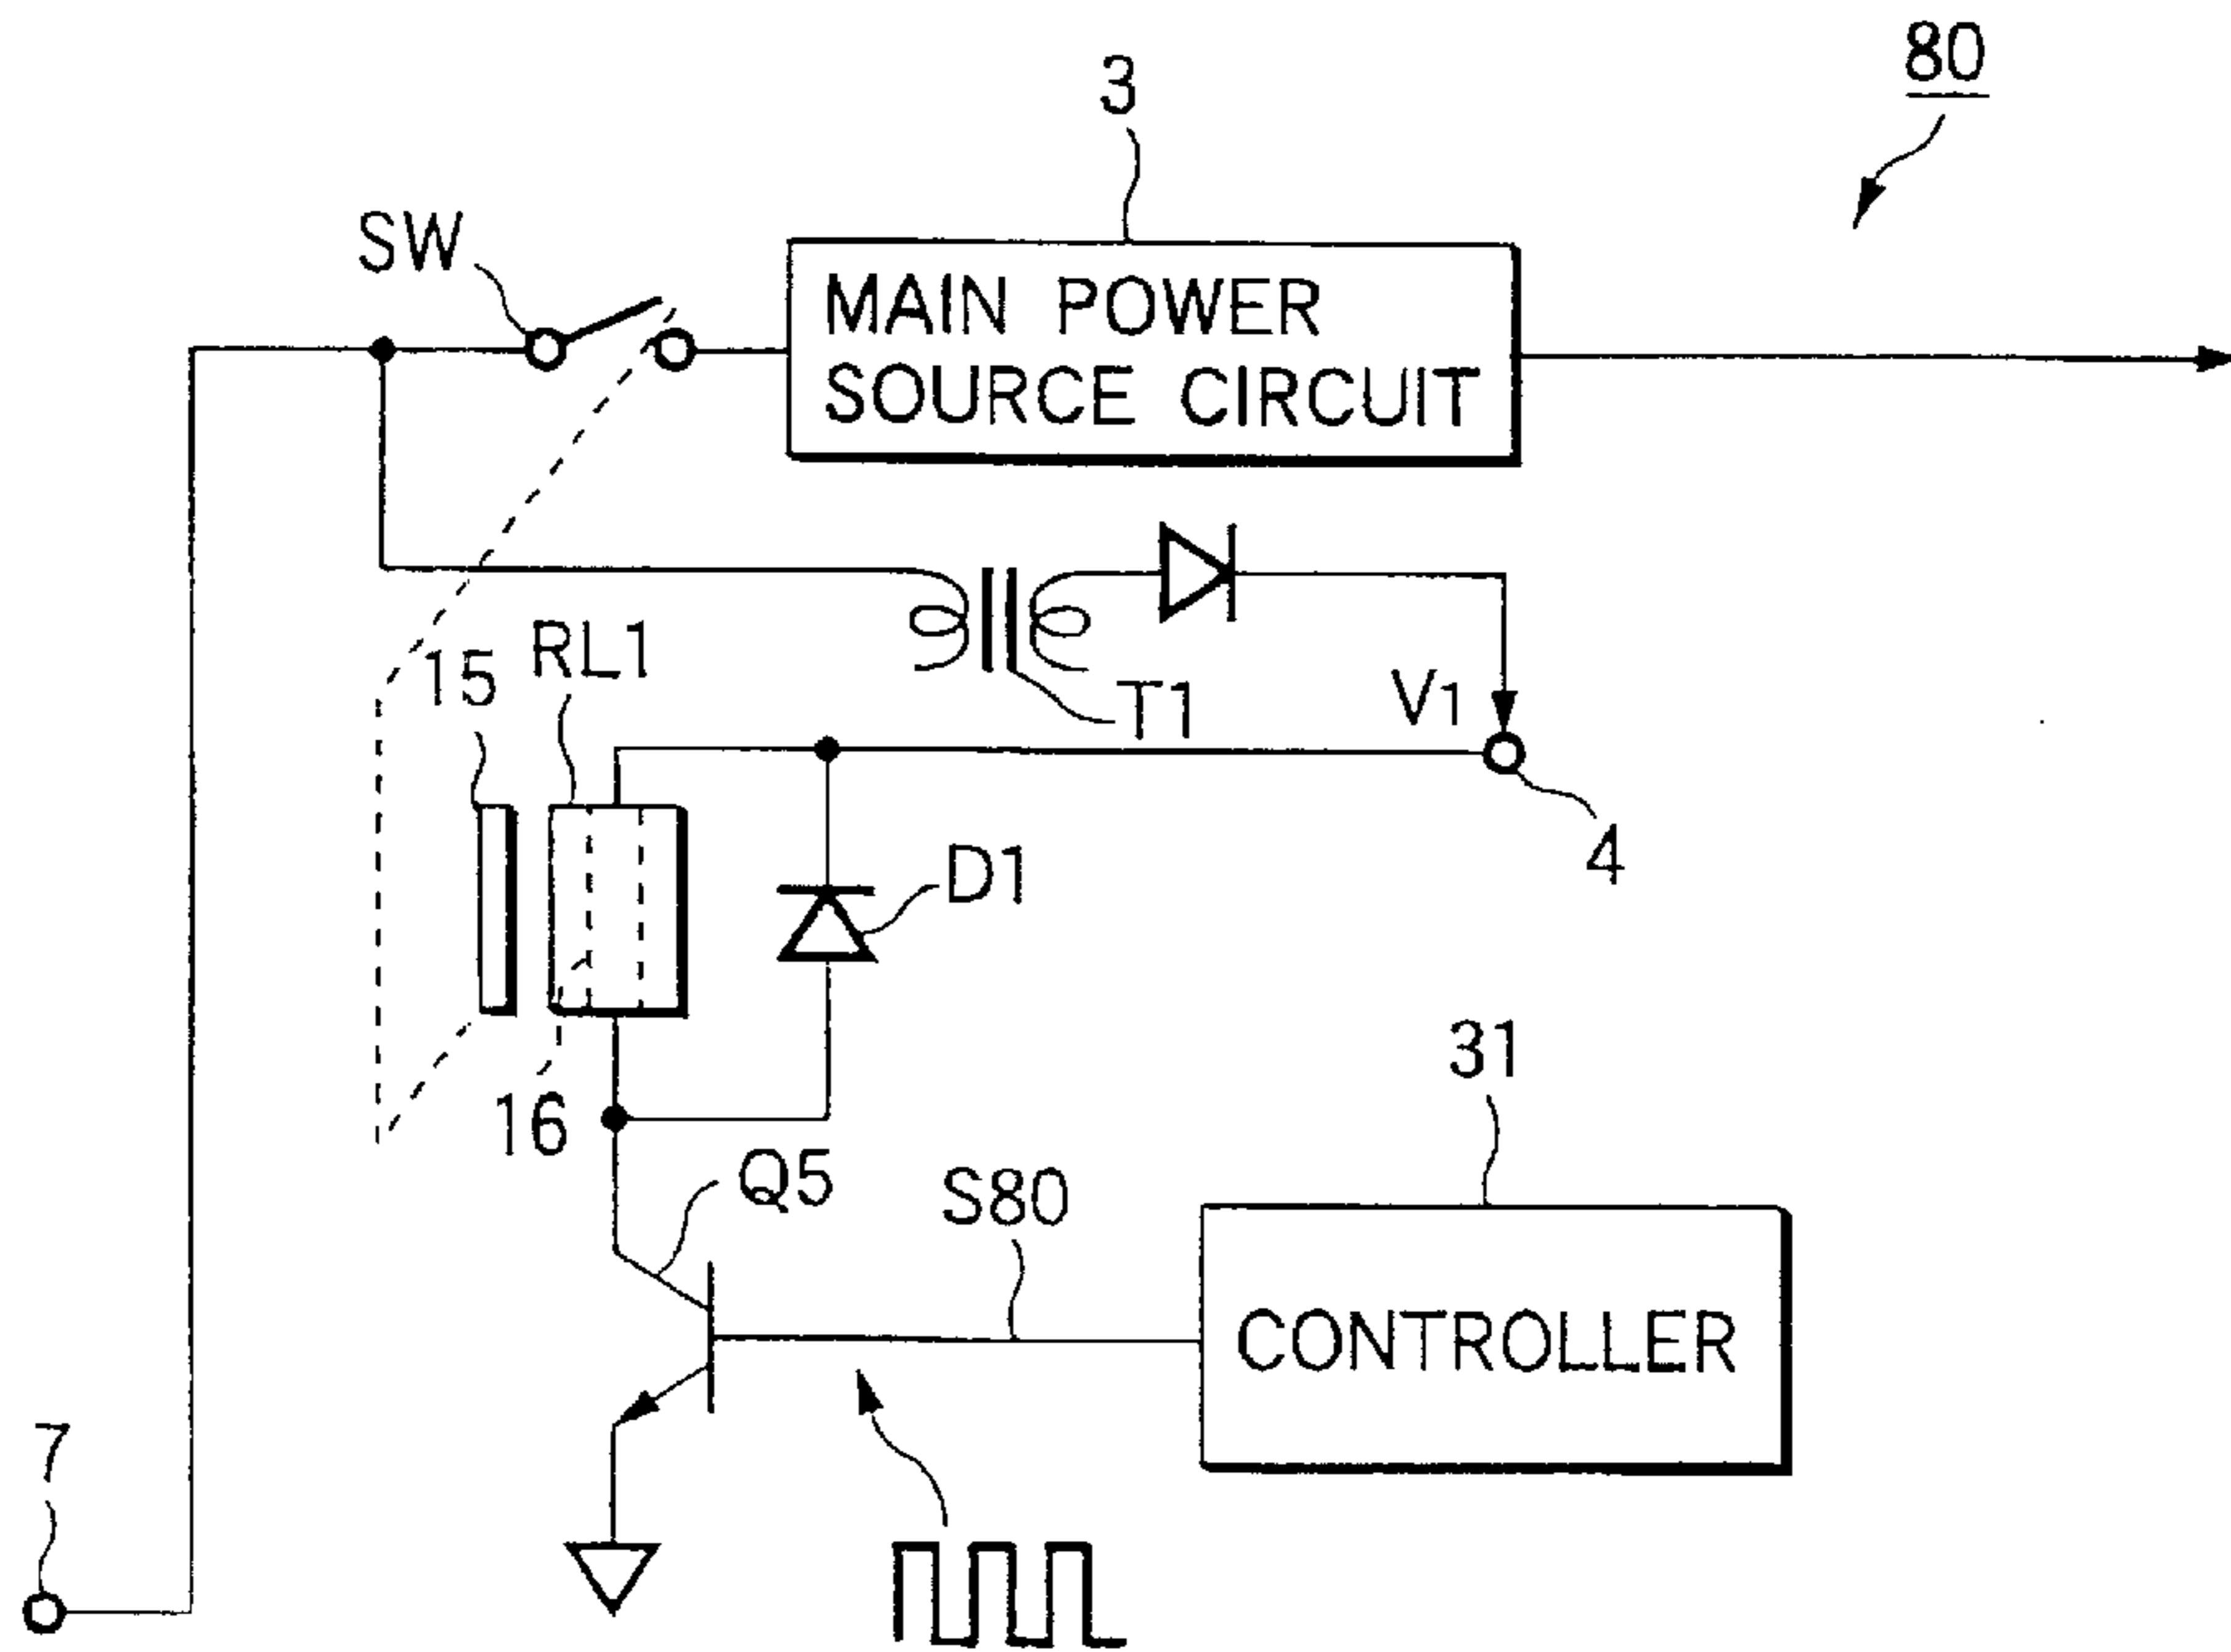 80
3
SW
MAIN POWER
SOURCE CIRCUIT
15
RL1
T1
V1
4
D1
16
31
Q5
S80
CONTROLLER
7